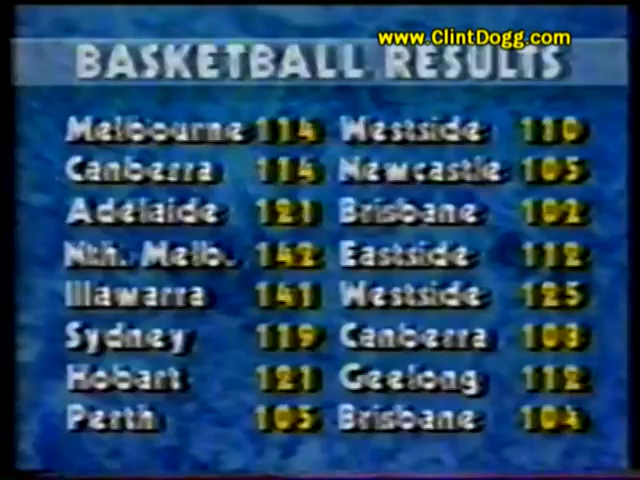 www.ClintDogg.com
BASKETBALL RESULTS
Melbourne 114 Westside 110
Canberra 114 Newcastle 105
Adelaide 121 Brisbane 102
Nth. Melb. 142 Eastside 112
Illawarra 141 Westside 125
Sydney 119 Canberra 103
Hobart 121 Geelong 112
Perth 105 Brisbane 104